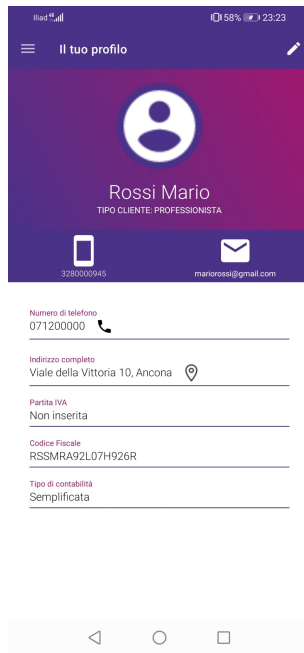 Iliad 4G 58% 23:23
Il tuo profilo
Rossi Mario
TIPO CLIENTE: PROFESSIONISTA
3280000945 mariorossi@gmail.com
Numero di telefono
071200000
Indirizzo completo
Viale della Vittoria 10, Ancona
Partita IVA
Non inserita
Codice Fiscale
RSSMRA92L07H926R
Tipo di contabilità
Semplificata